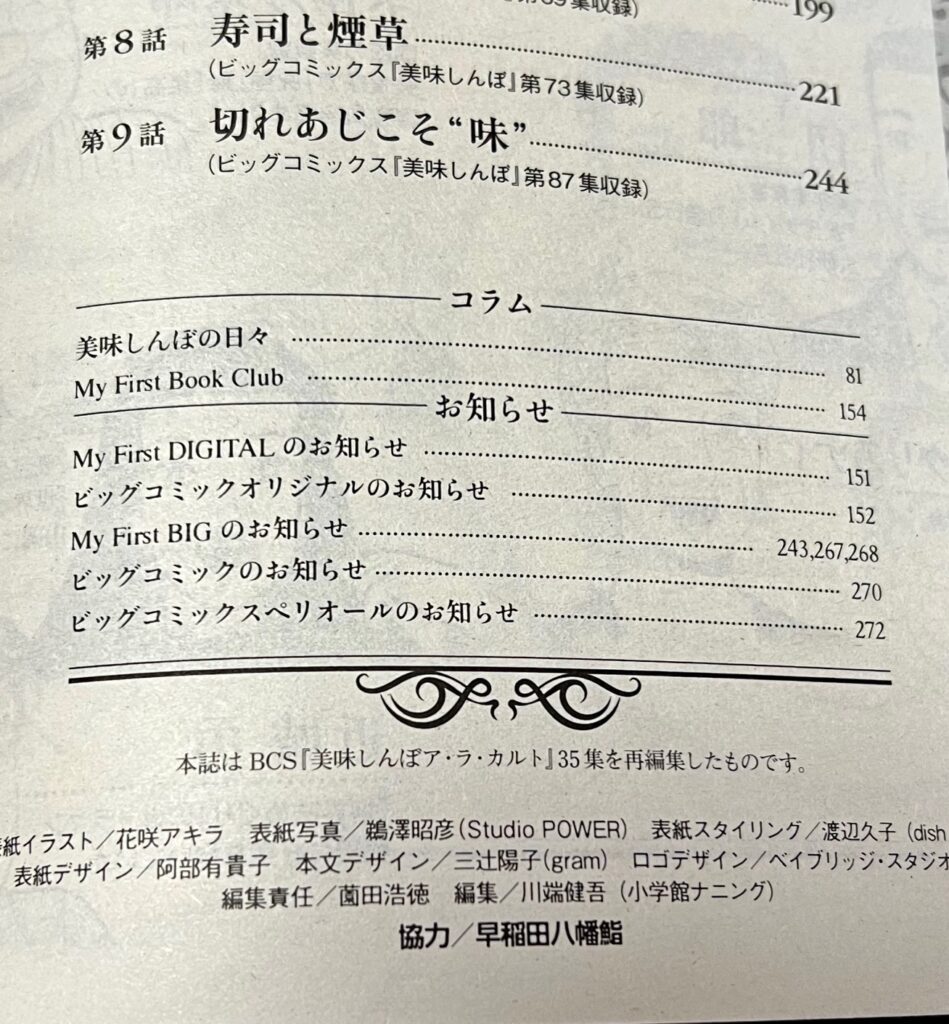 集収録) 199
第8話 寿司と煙草 221
(ビッグコミックス『美味しんぼ』第73集収録)
第9話 切れあじこそ“味” 244
(ビッグコミックス『美味しんぼ』第87集収録)
コラム
美味しんぼの日々 81
My First Book Club 154
お知らせ
My First DIGITAL のお知らせ 151
ビッグコミックオリジナルのお知らせ 152
My First BIG のお知らせ 243,267,268
ビッグコミックのお知らせ 270
ビッグコミックスペリオールのお知らせ 272
本誌は BCS『美味しんぼア・ラ・カルト』35集を再編集したものです。
表紙イラスト／花咲アキラ 表紙写真／鵜澤昭彦(Studio POWER) 表紙スタイリング／渡辺久子 (dish
表紙デザイン／阿部有貴子 本文デザイン／三辻陽子(gram) ロゴデザイン／ベイブリッジ・スタジオ
編集責任／薗田浩徳 編集／川端健吾 (小学館ナニング)
協力／早稲田八幡鮨